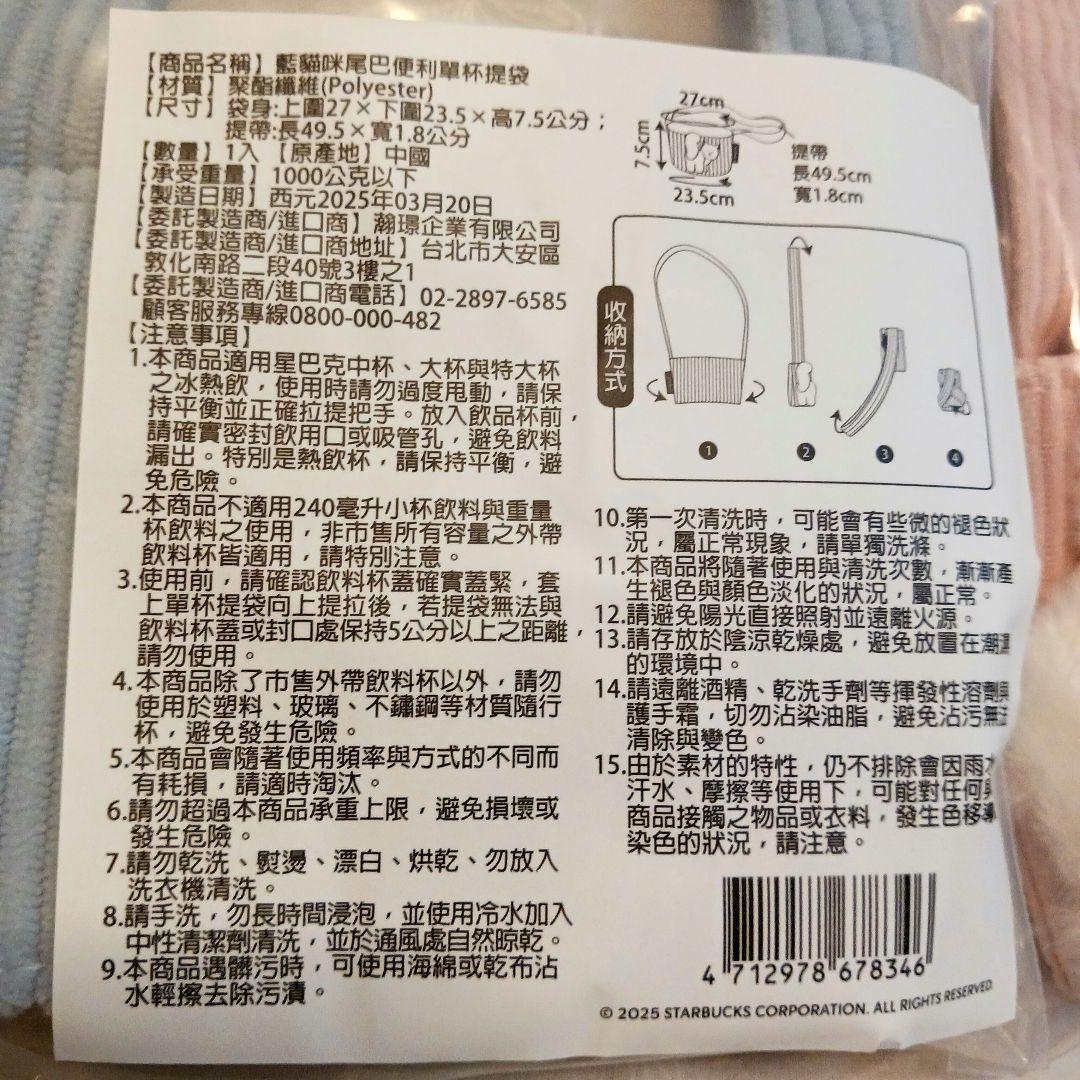 【商品名稱】藍貓咪尾巴便利單杯提袋
【材質】聚酯纖維(Polyester)
【尺寸】袋身:上圍27×下圍23.5×高7.5公分；
提帶:長49.5×寬1.8公分
【數量】1入 【原產地】中國
【承受重量】1000公克以下
【製造日期】西元2025年03月20日
【委託製造商/進口商】瀚璟企業有限公司
【委託製造商/進口商地址】台北市大安區
敦化南路二段40號3樓之1
【委託製造商/進口商電話】02-2897-6585
顧客服務專線0800-000-482
【注意事項】
1.本商品適用星巴克中杯、大杯與特大杯
之冰熱飲，使用時請勿過度甩動，請保
持平衡並正確拉提把手。放入飲品杯前，
請確實密封飲用口或吸管孔，避免飲料
漏出。特別是熱飲杯，請保持平衡，避
免危險。
2.本商品不適用240毫升小杯飲料與重量
杯飲料之使用，非市售所有容量之外帶
飲料杯皆適用，請特別注意。
3.使用前，請確認飲料杯蓋確實蓋緊，套
上單杯提袋向上提拉後，若提袋無法與
飲料杯蓋或封口處保持5公分以上之距離，
請勿使用。
4.本商品除了市售外帶飲料杯以外，請勿
使用於塑料、玻璃、不鏽鋼等材質隨行
杯，避免發生危險。
5.本商品會隨著使用頻率與方式的不同而
有耗損，請適時淘汰。
6.請勿超過本商品承重上限，避免損壞或
發生危險。
7.請勿乾洗、熨燙、漂白、烘乾、勿放入
洗衣機清洗。
8.請手洗，勿長時間浸泡，並使用冷水加入
中性清潔劑清洗，並於通風處自然晾乾。
9.本商品遇髒污時，可使用海綿或乾布沾
水輕擦去除污漬。
27cm
7.5cm
23.5cm
提帶
長49.5cm
寬1.8cm
收納方式
1
2
3
4
10.第一次清洗時，可能會有些微的褪色狀
況，屬正常現象，請單獨洗滌。
11.本商品將隨著使用與清洗次數，漸漸產
生褪色與顏色淡化的狀況，屬正常。
12.請避免陽光直接照射並遠離火源。
13.請存放於陰涼乾燥處，避免放置在潮濕
的環境中。
14.請遠離酒精、乾洗手劑等揮發性溶劑與
護手霜，切勿沾染油脂，避免沾污無法
清除與變色。
15.由於素材的特性，仍不排除會因雨水
汗水、摩擦等使用下，可能對任何與
商品接觸之物品或衣料，發生色移導
染色的狀況，請注意。
4 712978 678346
© 2025 STARBUCKS CORPORATION. ALL RIGHTS RESERVED.